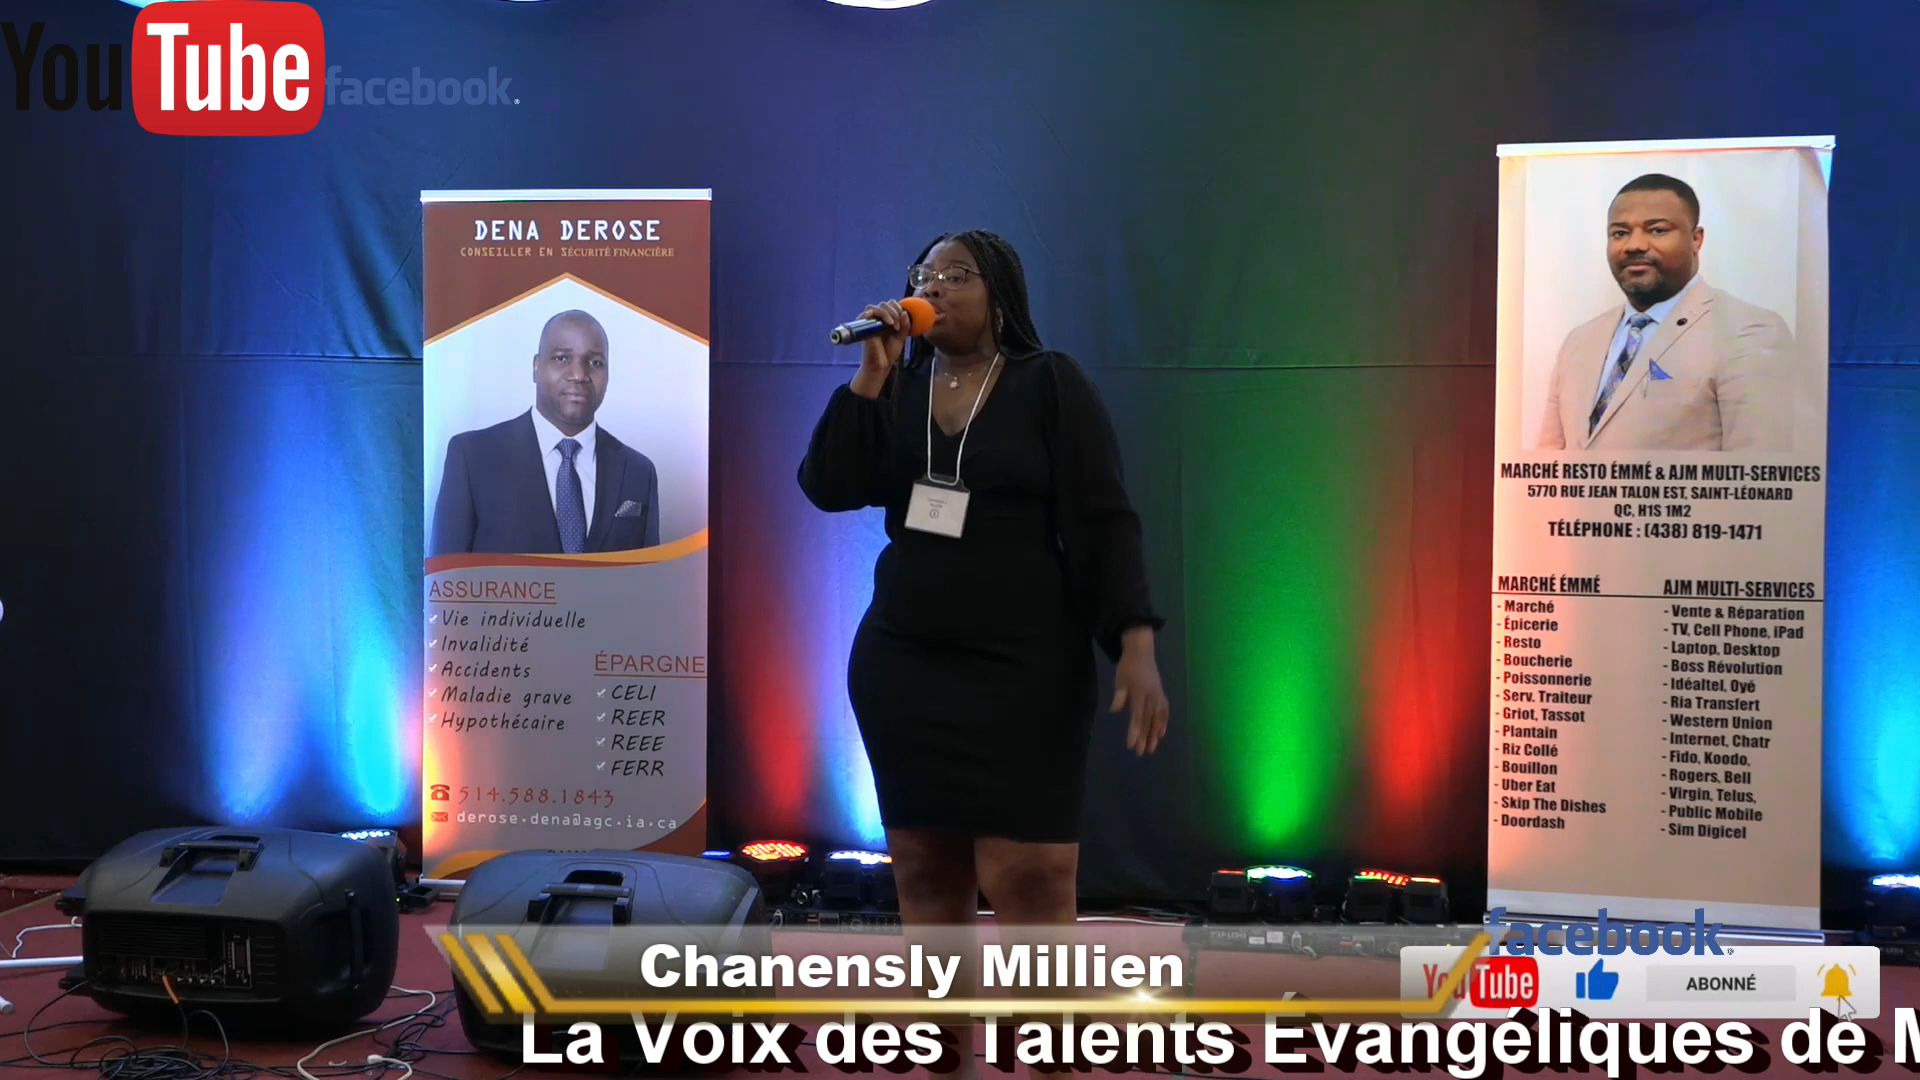 YouTube
facebook
DENA DEROSE
CONSEILLER EN SÉCURITÉ FINANCIÈRE
ASSURANCE
Vie individuelle
Invalidité
Accidents
Maladie grave
Hypothécaire
ÉPARGNE
CELI
REER
REEE
FERR
514.588.1843
derose.dena@agc.ia.ca
MARCHÉ RESTO ÉMMÉ & AJM MULTI-SERVICES
5770 RUE JEAN TALON EST, SAINT-LÉONARD
QC, H1S 1M2
TÉLÉPHONE : (438) 819-1471
MARCHÉ ÉMMÉ
- Marché
- Épicerie
- Resto
- Boucherie
- Poissonnerie
- Serv. Traiteur
- Griot, Tassot
- Plantain
- Riz Collé
- Bouillon
- Uber Eat
- Skip The Dishes
- Doordash
AJM MULTI-SERVICES
- Vente & Réparation
- TV, Cell Phone, iPad
- Laptop, Desktop
- Boss Révolution
- Idéaltel, Oyé
- Ria Transfert
- Western Union
- Internet, Chatr
- Fido, Koodo,
- Rogers, Bell
- Virgin, Telus,
- Public Mobile
- Sim Digicel
Chanensly Millien
facebook
YouTube
ABONNÉ
La Voix des Talents Évangéliques de M